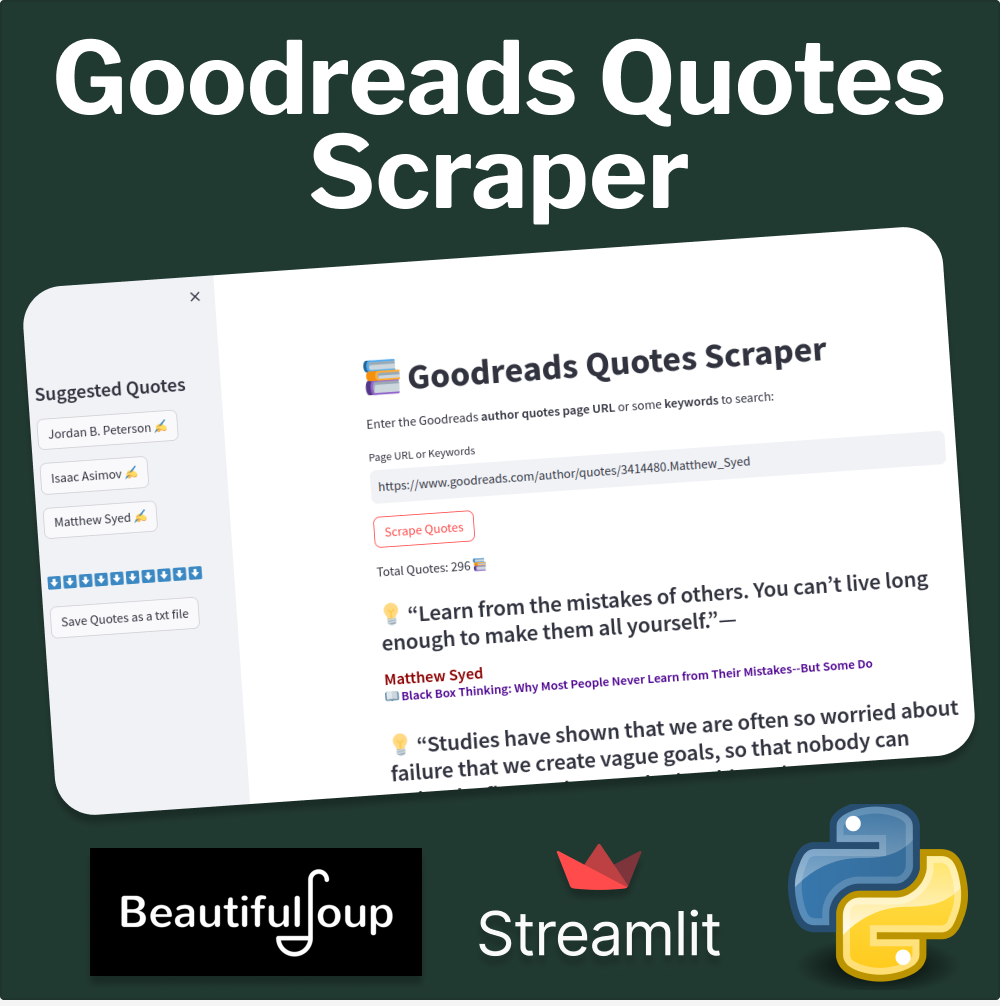 Goodreads Quotes
Scraper
×
Suggested Quotes
Jordan B. Peterson ✍️
Isaac Asimov ✍️
Matthew Syed ✍️
⬇️⬇️⬇️⬇️⬇️⬇️⬇️⬇️⬇️⬇️
Save Quotes as a txt file
📚 Goodreads Quotes Scraper
Enter the Goodreads author quotes page URL or some keywords to search:
Page URL or Keywords
https://www.goodreads.com/author/quotes/3414480.Matthew_Syed
Scrape Quotes
Total Quotes: 296 📚
💡 “Learn from the mistakes of others. You can’t live long
enough to make them all yourself.”—
Matthew Syed
📖 Black Box Thinking: Why Most People Never Learn from Their Mistakes--But Some Do
💡 “Studies have shown that we are often so worried about
failure that we create vague goals, so that nobody can
BeautifulSoup
Streamlit